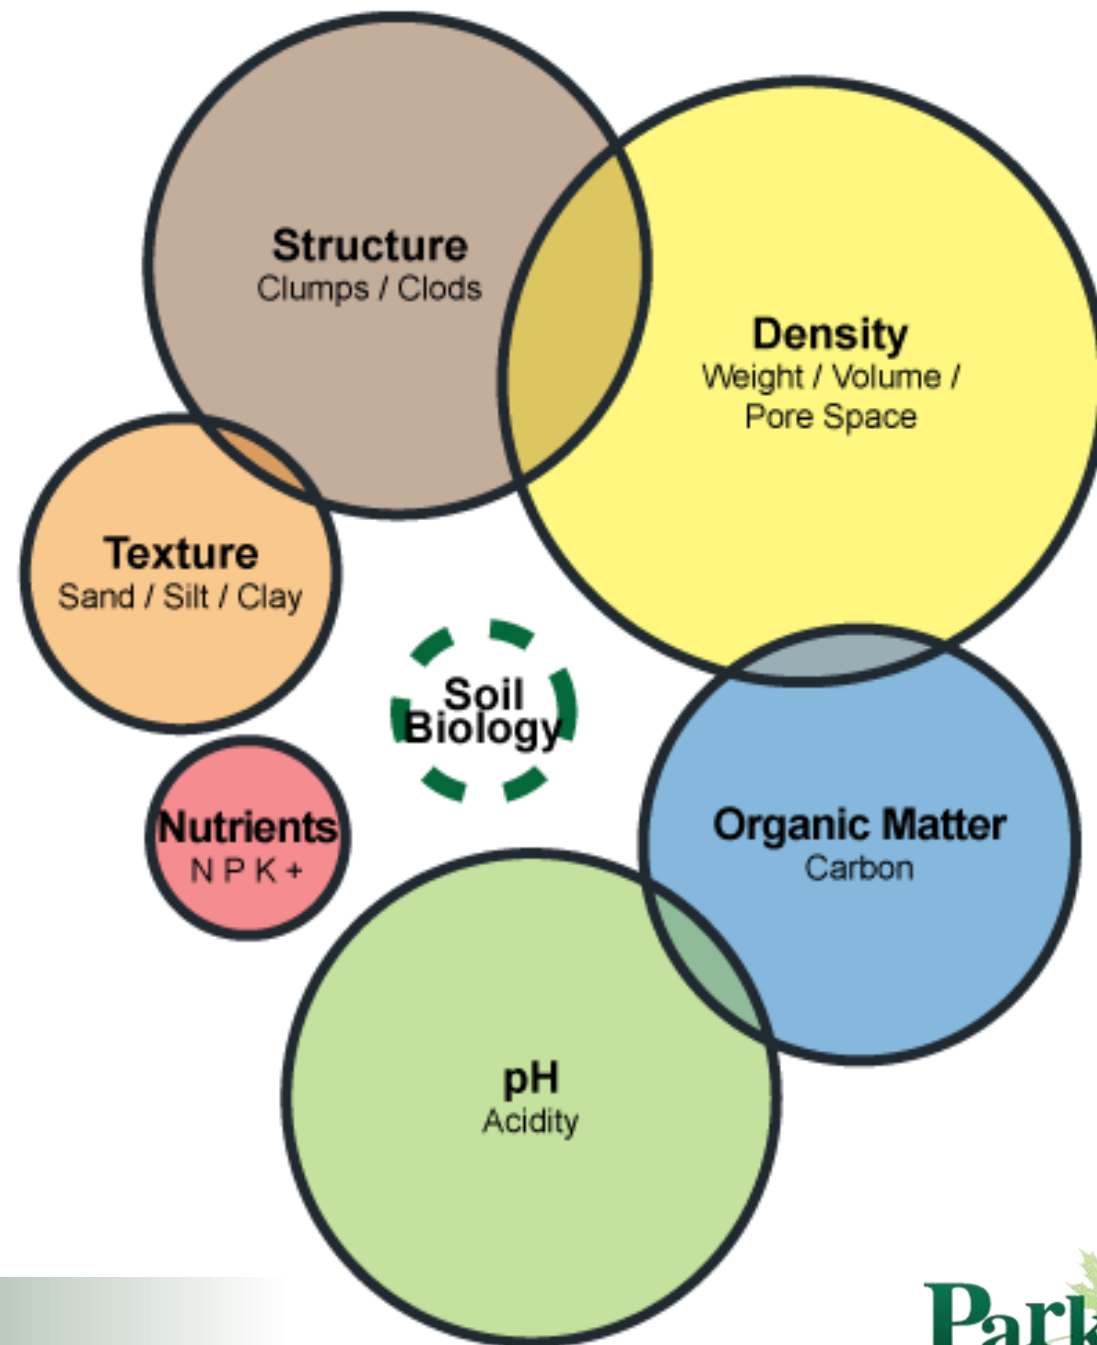 Structure
Clumps / Clods
Density
Weight / Volume /
Pore Space
Texture
Sand / Silt / Clay
Soil
Biology
Nutrients
N P K +
Organic Matter
Carbon
pH
Acidity
Park